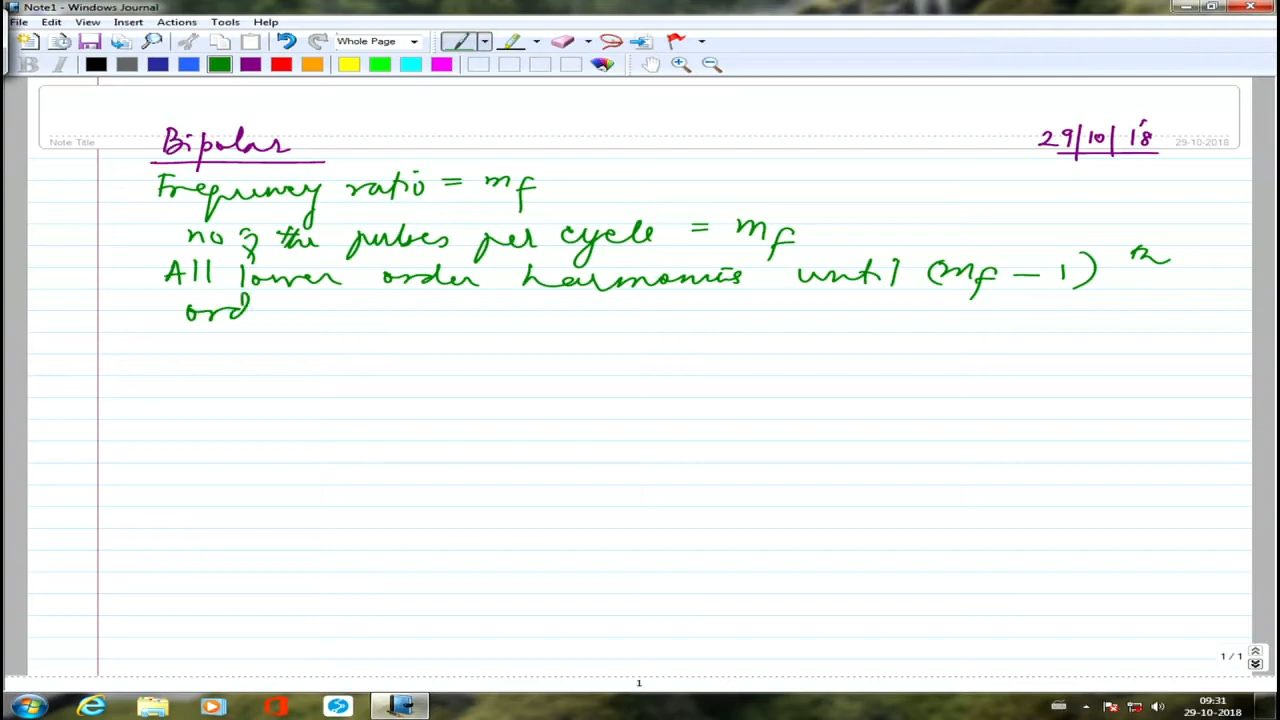 Note1 - Windows Journal
File Edit View Insert Actions Tools Help
Whole Page
B I
Bipolar 29/10/18
Note Title 29-10-2018
Frequency ratio = mf
no of the pulses per cycle = mf
All lower order harmonics until (mf - 1) th
ord
1 / 1
1
09:31
29-10-2018